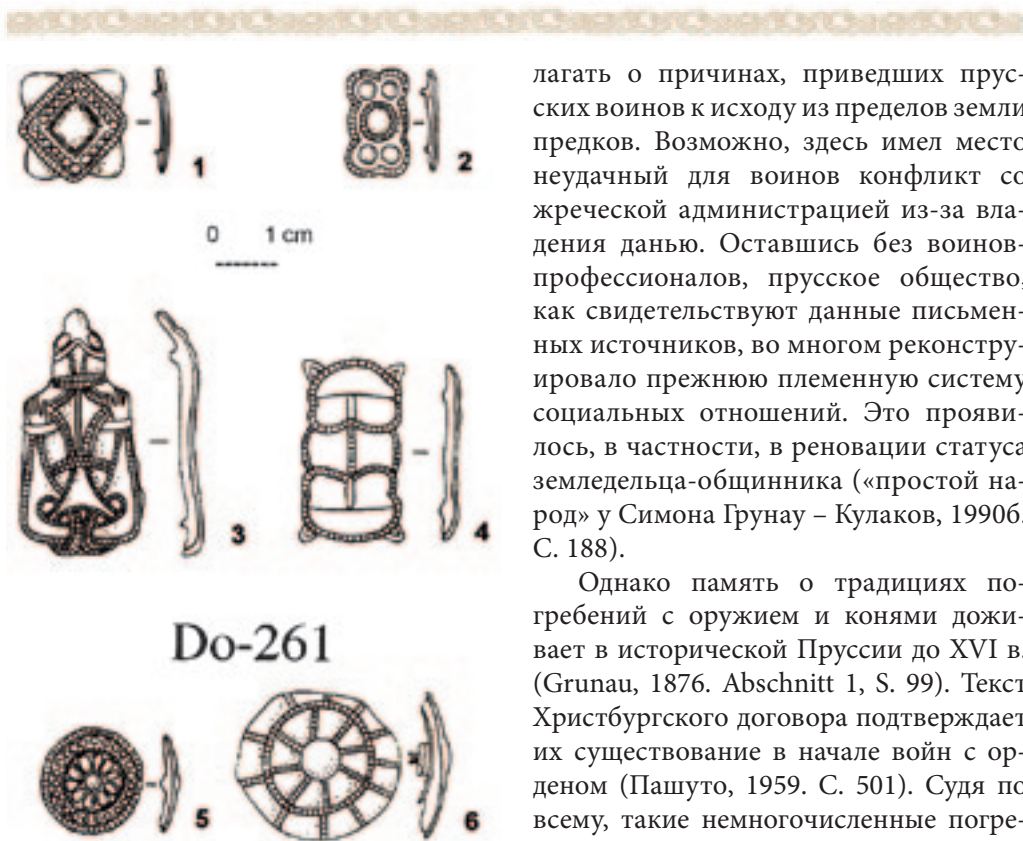 1
2
0 1 cm
3
4
Do-261
5
6
лагать о причинах, приведших прус-
ских воинов к исходу из пределов земли
предков. Возможно, здесь имел место
неудачный для воинов конфликт со
жреческой администрацией из-за вла-
дения данью. Оставшись без воинов-
профессионалов, прусское общество,
как свидетельствуют данные письмен-
ных источников, во многом реконстру-
ировало прежнюю племенную систему
социальных отношений. Это прояви-
лось, в частности, в реновации статуса
земледельца-общинника («простой на-
род» у Симона Грунау – Кулаков, 1990б.
С. 188).
Однако память о традициях по-
гребений с оружием и конями дожи-
вает в исторической Пруссии до XVI в.
(Grunau, 1876. Abschnitt 1, S. 99). Текст
Христбургского договора подтверждает
их существование в начале войн с ор-
деном (Пашуто, 1959. С. 501). Судя по
всему, такие немногочисленные погре-